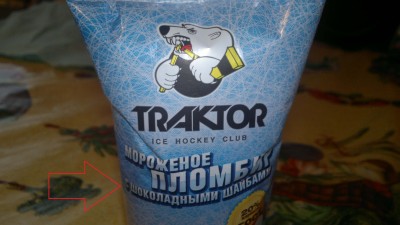 TRAKTOR
ICE HOCKEY CLUB
МОРОЖЕНОЕ
ПЛОМБИР
С ШОКОЛАДНЫМИ ШАЙБАМИ